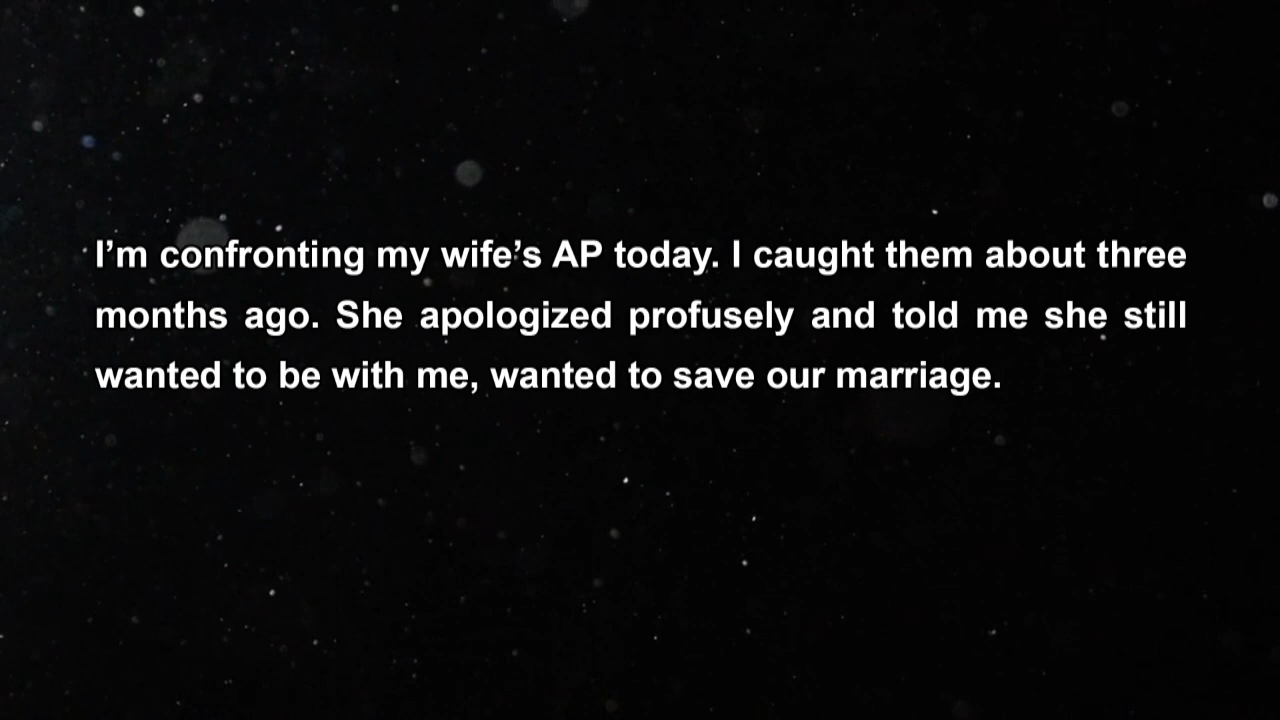 I’m confronting my wife’s AP today. I caught them about three
months ago. She apologized profusely and told me she still
wanted to be with me, wanted to save our marriage.